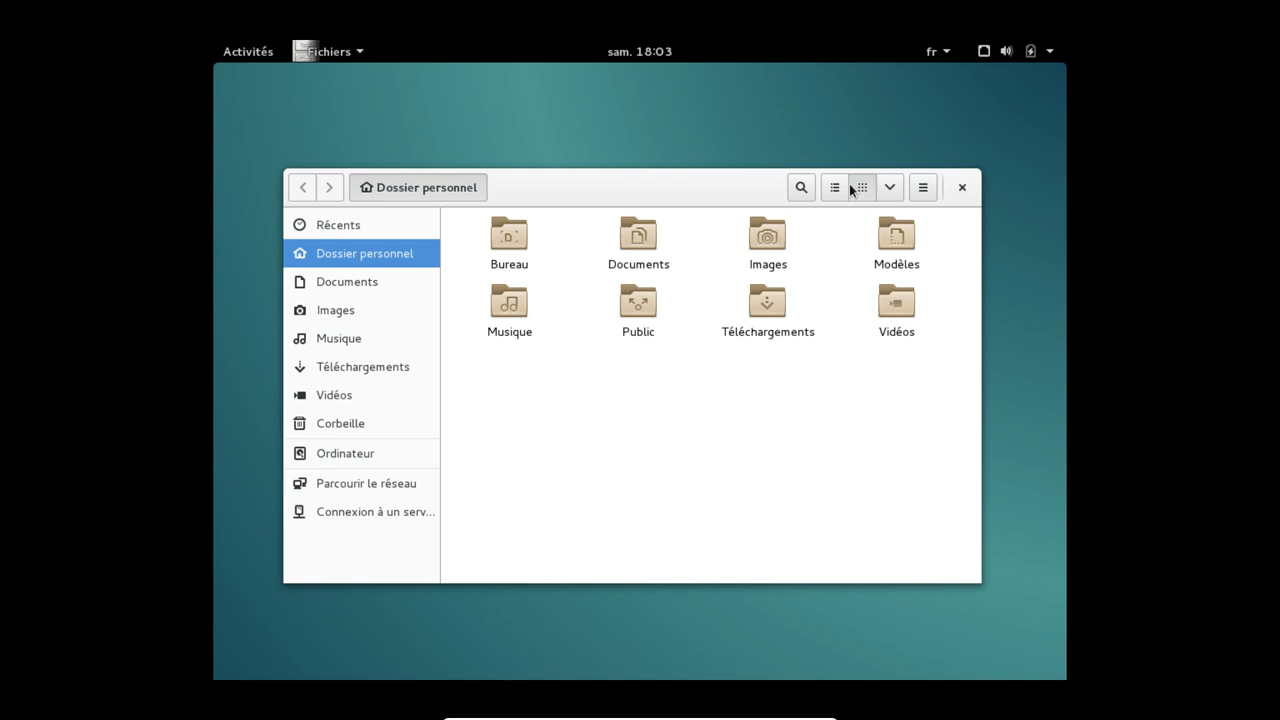 Activités
Fichiers
sam. 18:03
fr
Dossier personnel
Récents
Dossier personnel
Documents
Images
Musique
Téléchargements
Vidéos
Corbeille
Ordinateur
Parcourir le réseau
Connexion à un serv...
Bureau
Documents
Images
Modèles
Musique
Public
Téléchargements
Vidéos